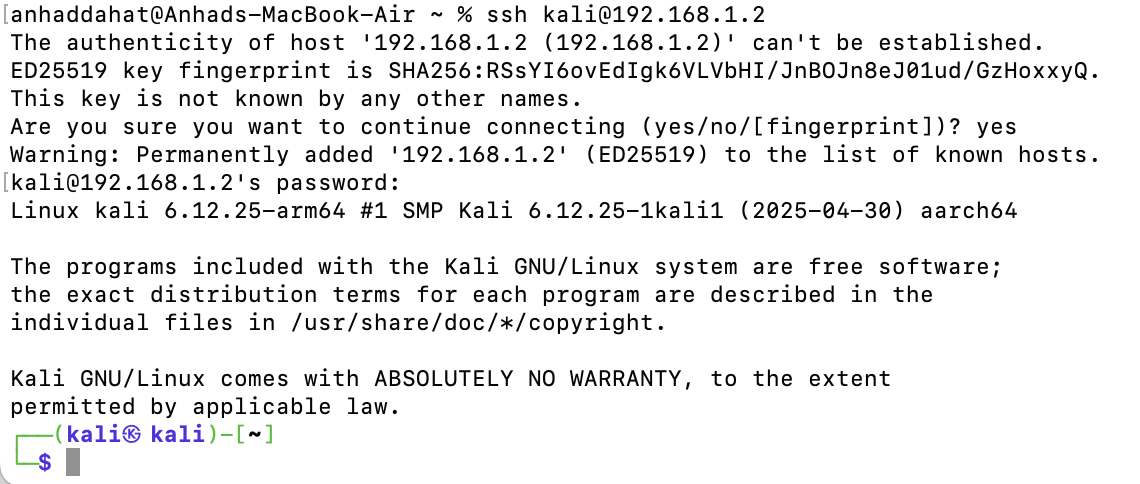 [anhaddahat@Anhads-MacBook-Air ~ % ssh kali@192.168.1.2
The authenticity of host '192.168.1.2 (192.168.1.2)' can't be established.
ED25519 key fingerprint is SHA256:RSsYI6ovEdIgk6VLVbHI/JnBOJn8eJ01ud/GzHoxxyQ.
This key is not known by any other names.
Are you sure you want to continue connecting (yes/no/[fingerprint])? yes
Warning: Permanently added '192.168.1.2' (ED25519) to the list of known hosts.
[kali@192.168.1.2's password:
Linux kali 6.12.25-arm64 #1 SMP Kali 6.12.25-1kali1 (2025-04-30) aarch64

The programs included with the Kali GNU/Linux system are free software;
the exact distribution terms for each program are described in the
individual files in /usr/share/doc/*/copyright.

Kali GNU/Linux comes with ABSOLUTELY NO WARRANTY, to the extent
permitted by applicable law.
┌──(kali㉿ kali)-[~]
└─$